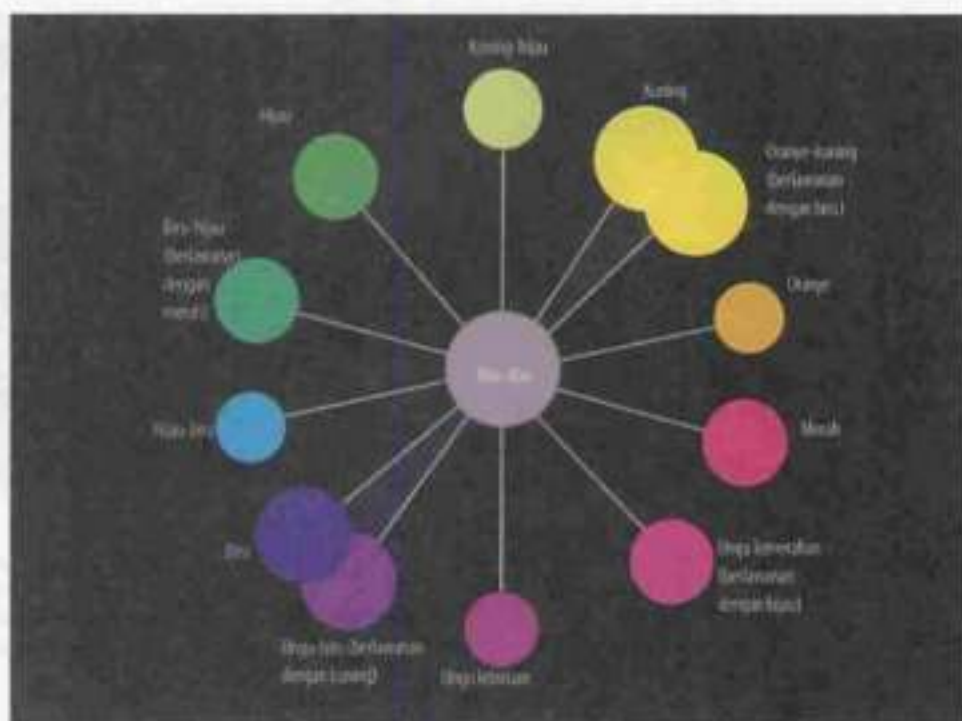 Kuning-hijau
Kuning
Hijau
Oranye-kuning
(berlawanan
dengan biru)
Biru-hijau
(berlawanan
dengan
merah)
Oranye
Abu-abu
Merah
Hijau-biru
Biru
Ungu kemerahan
(berlawanan
dengan hijau)
Ungu-biru (berlawanan
dengan kuning)
Ungu kebiruan